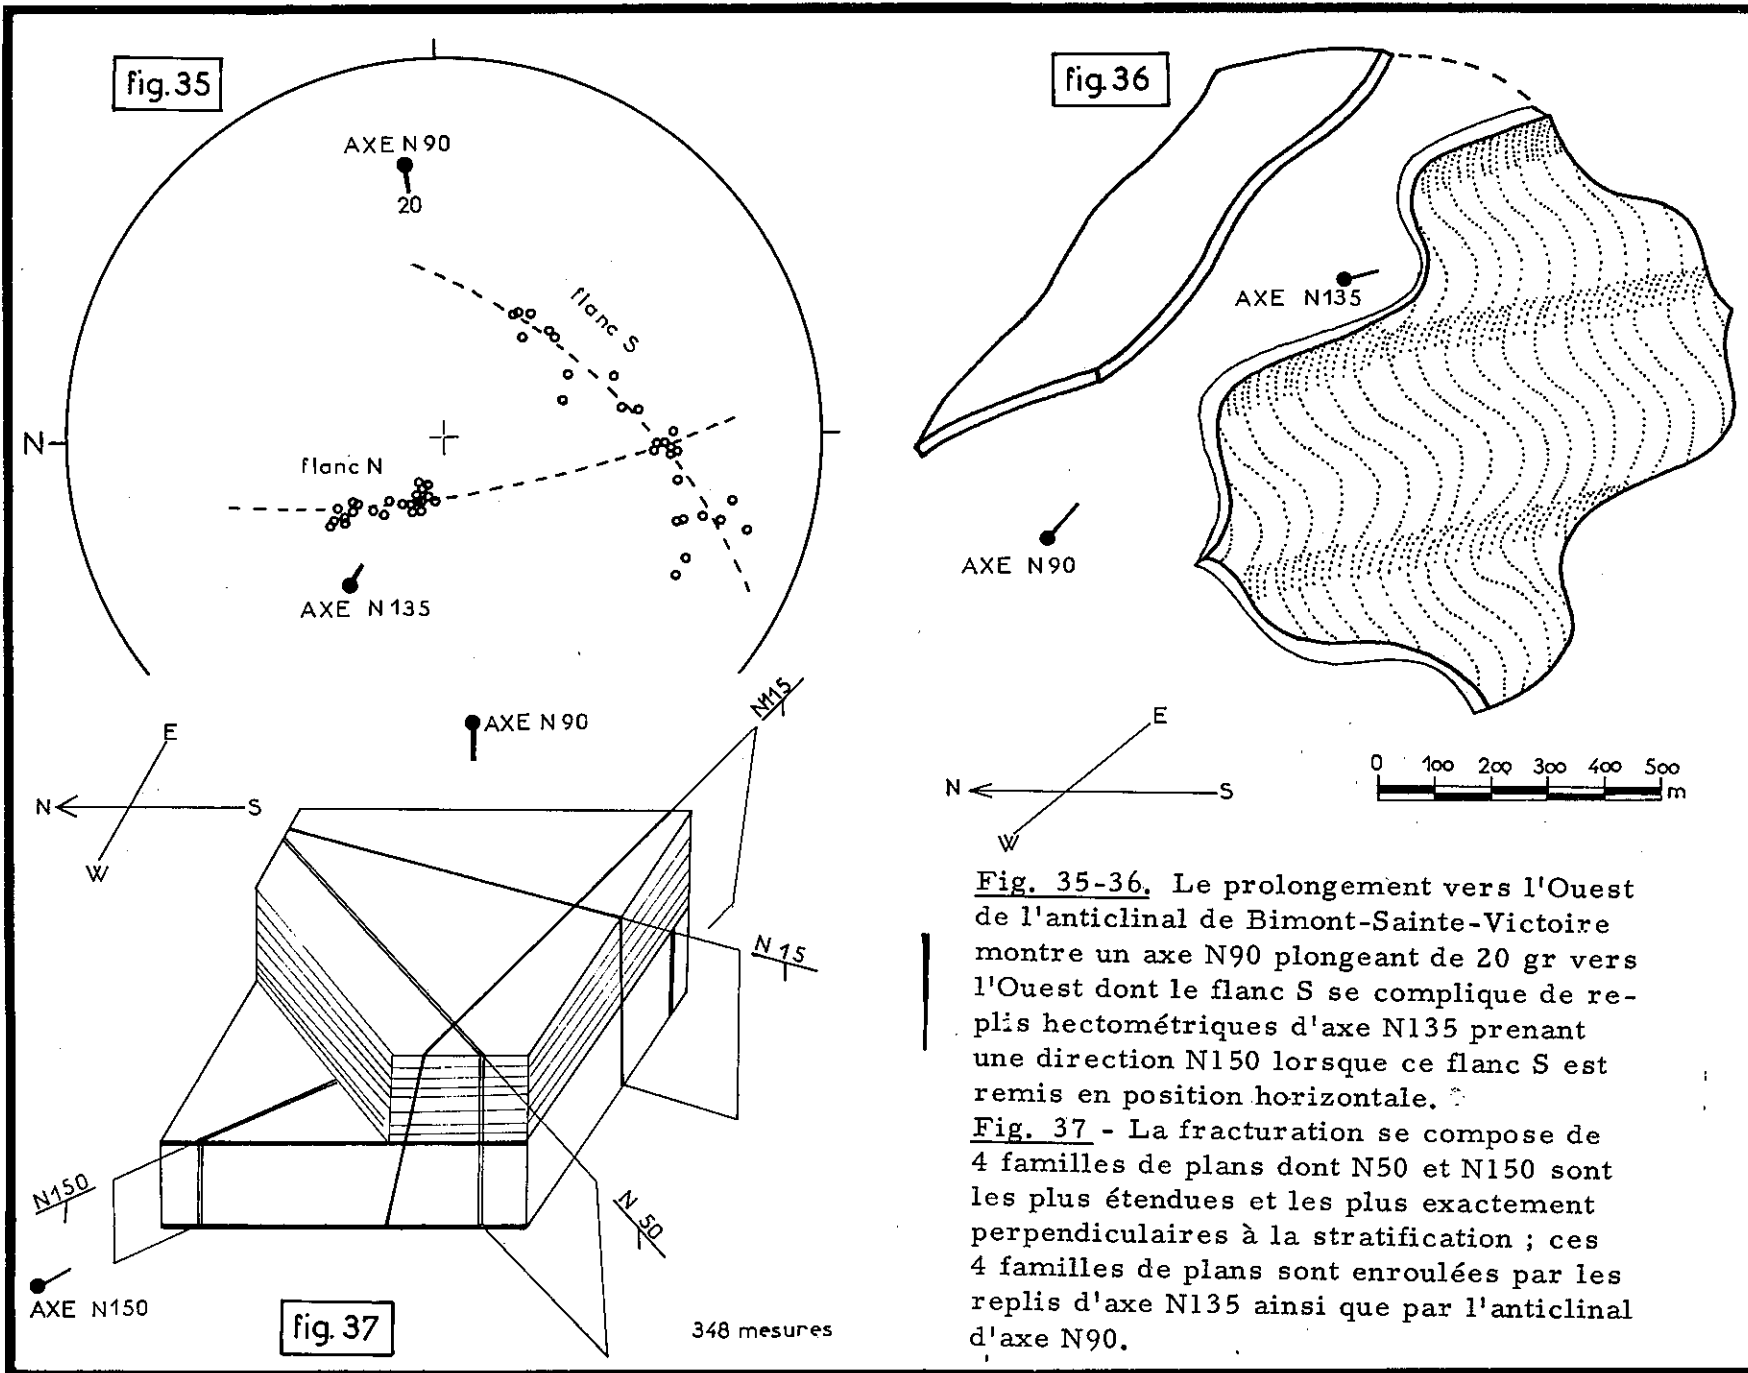 fig.35
AXE N 90
20
flanc S
N
flanc N
AXE N 135
fig.36
AXE N135
AXE N 90
E
N
S
W
0 100 200 300 400 500
m
AXE N 90
N115
E
N
S
W
N 15
N150
N 50
AXE N150
fig. 37
348 mesures
Fig. 35-36. Le prolongement vers l'Ouest
de l'anticlinal de Bimont-Sainte-Victoire
montre un axe N90 plongeant de 20 gr vers
l'Ouest dont le flanc S se complique de re-
plis hectométriques d'axe N135 prenant
une direction N150 lorsque ce flanc S est
remis en position horizontale.
Fig. 37 - La fracturation se compose de
4 familles de plans dont N50 et N150 sont
les plus étendues et les plus exactement
perpendiculaires à la stratification ; ces
4 familles de plans sont enroulées par les
replis d'axe N135 ainsi que par l'anticlinal
d'axe N90.